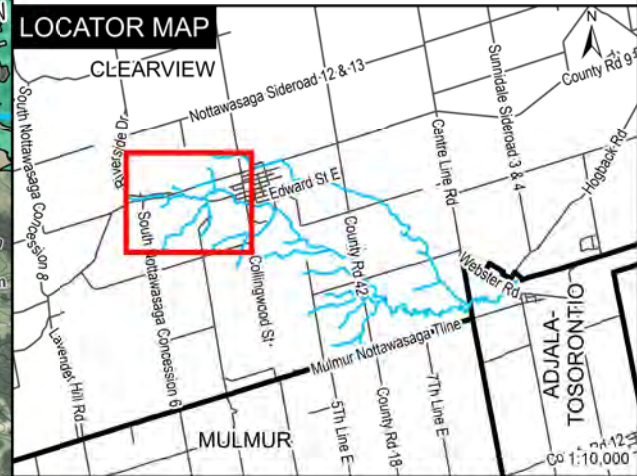 N
LOCATOR MAP
N
CLEARVIEW
County Rd 9
South Nottawasaga Concession 8
Riverside Dr
Nottawasaga Sideroad 12 & 13
Sunnidale Sideroad 3 & 4
Centre Line Rd
Hogback Rd
Edward St E
South Nottawasaga Concession 6
Collingwood St
County Rd 42
Webster Rd
Lavender Hill Rd
Mulmur Nottawasaga Tline
ADJALA-
TOSORONTIO
MULMUR
5Th Line E
County Rd 18
7Th Line E
1:10,000